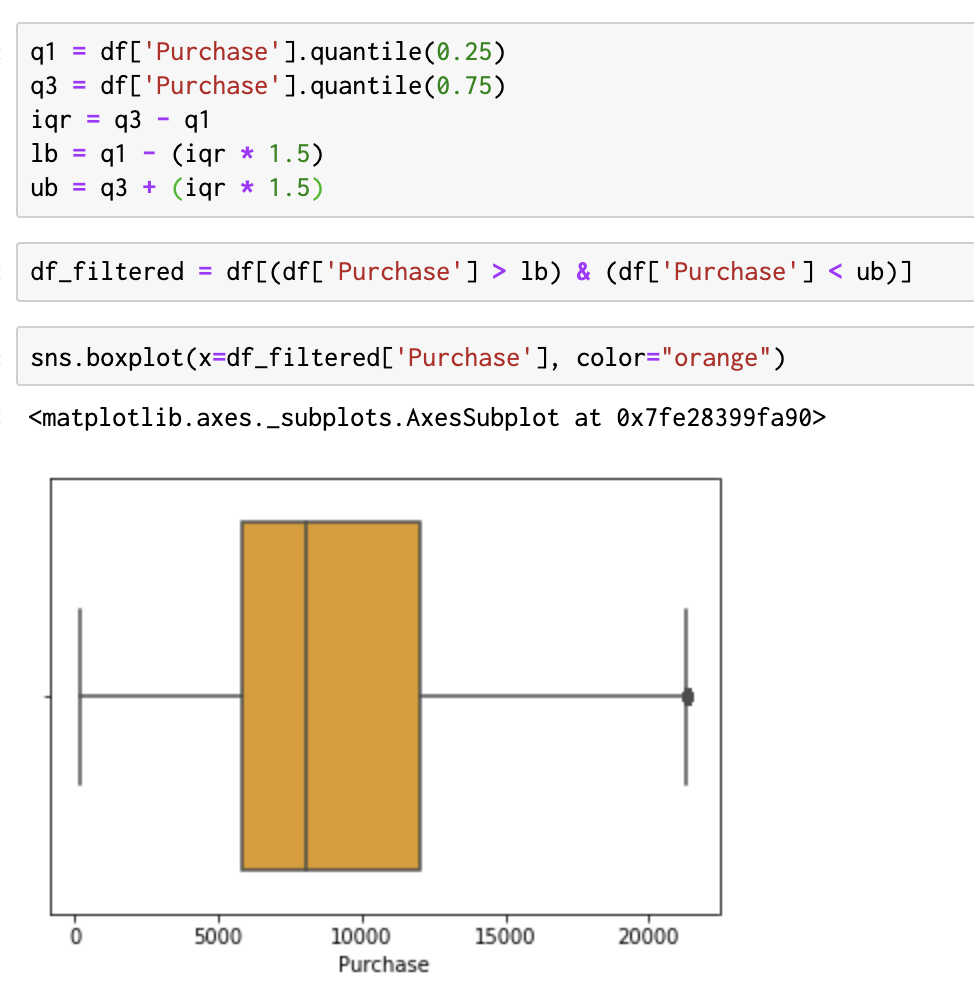 q1 = df['Purchase'].quantile(0.25)
q3 = df['Purchase'].quantile(0.75)
iqr = q3 - q1
lb = q1 - (iqr * 1.5)
ub = q3 + (iqr * 1.5)
df_filtered = df[(df['Purchase'] > lb) & (df['Purchase'] < ub)]
sns.boxplot(x=df_filtered['Purchase'], color="orange")
<matplotlib.axes._subplots.AxesSubplot at 0x7fe28399fa90>
0 5000 10000 15000 20000
Purchase